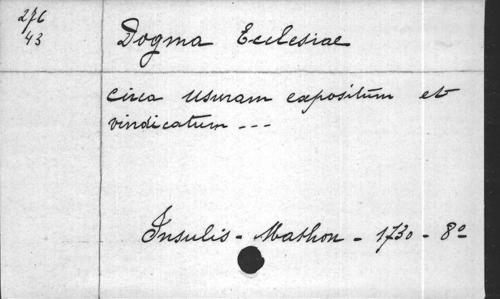 276
43
Dogma Ecclesiae
circa usuram expositum et
vindicatum ---
Insulis - Mathon - 1730 - 8º